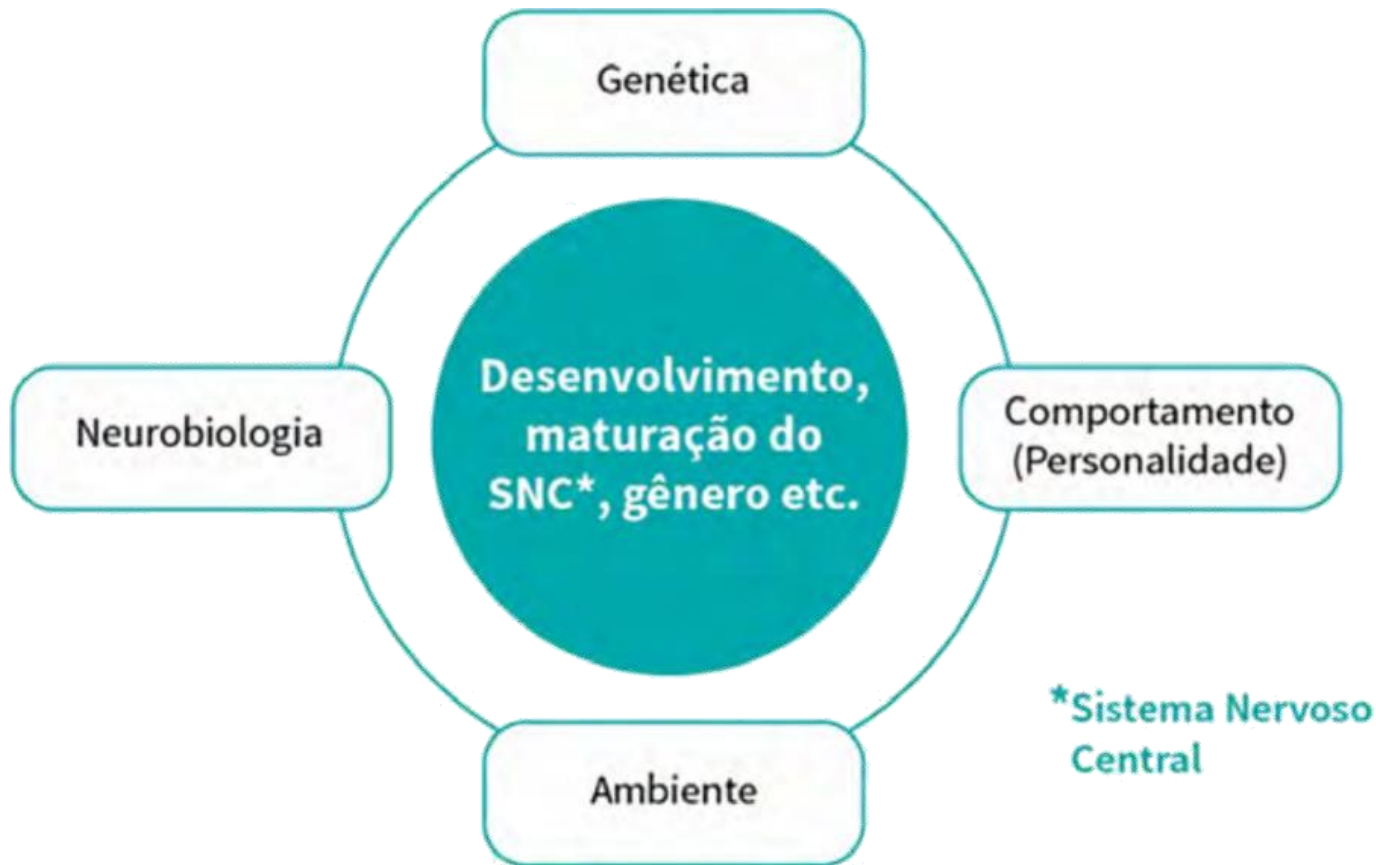 Genética
Neurobiologia
Desenvolvimento,
maturação do
SNC*, gênero etc.
Comportamento
(Personalidade)
Ambiente
*Sistema Nervoso
Central